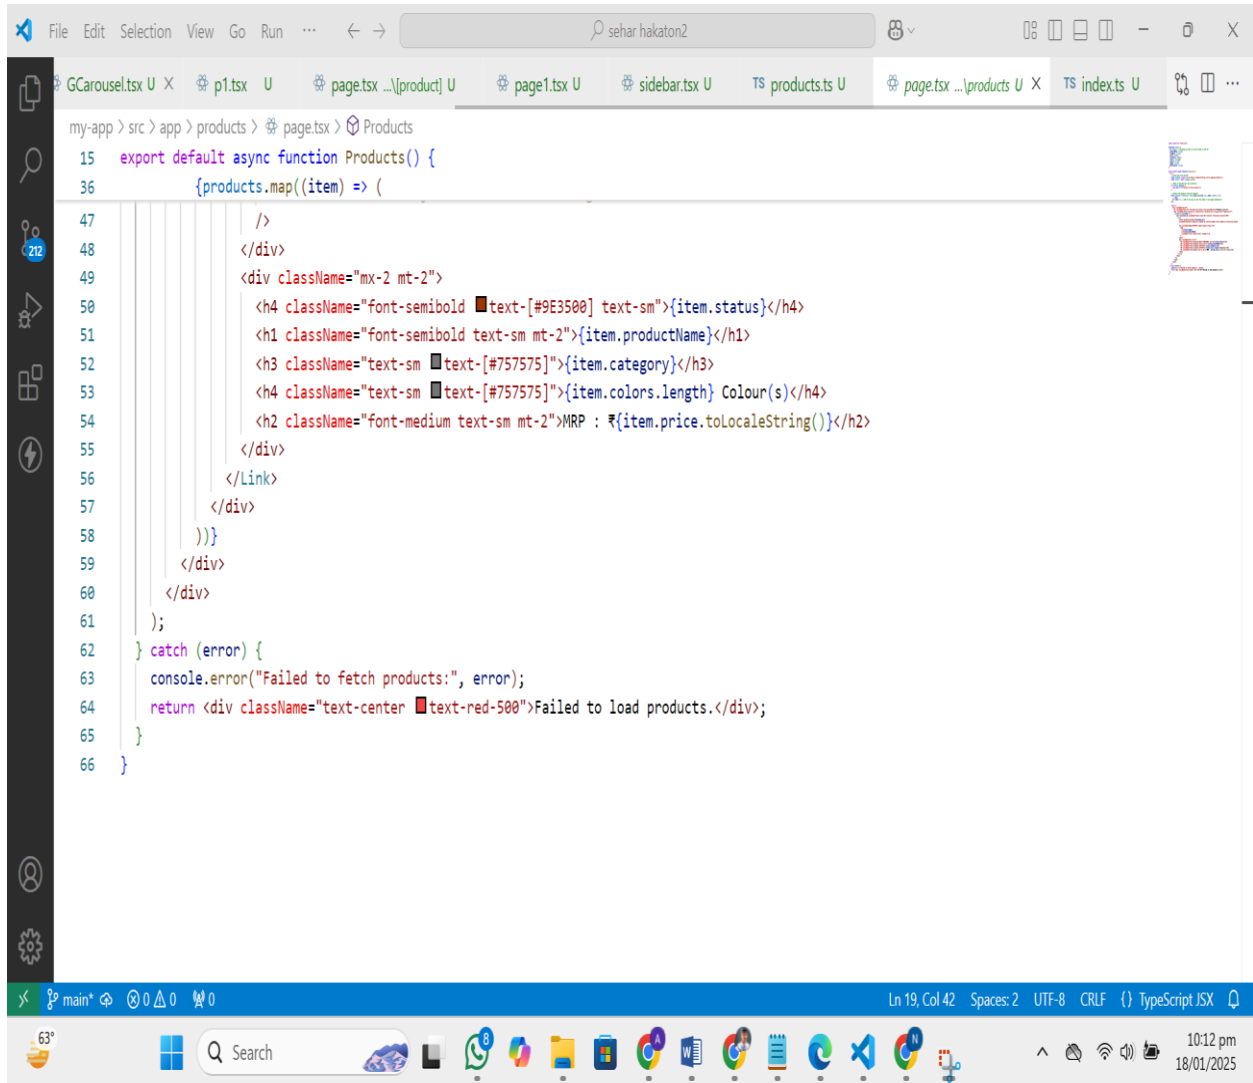 File Edit Selection View Go Run ··· ← → sehar hakaton2
GCarousel.tsx U X p1.tsx U page.tsx ...\[product] U page1.tsx U sidebar.tsx U TS products.ts U page.tsx ...\products U X TS index.ts U ···
my-app > src > app > products > page.tsx > Products
15 export default async function Products() {
36 {products.map((item) => (
47 />
48 </div>
49 <div className="mx-2 mt-2">
50 <h4 className="font-semibold text-[#9E3500] text-sm">{item.status}</h4>
51 <h1 className="font-semibold text-sm mt-2">{item.productName}</h1>
52 <h3 className="text-sm text-[#757575]">{item.category}</h3>
53 <h4 className="text-sm text-[#757575]">{item.colors.length} Colour(s)</h4>
54 <h2 className="font-medium text-sm mt-2">MRP : ₹{item.price.toLocaleString()}</h2>
55 </div>
56 </Link>
57 </div>
58 ))}
59 </div>
60 </div>
61 );
62 } catch (error) {
63 console.error("Failed to fetch products:", error);
64 return <div className="text-center text-red-500">Failed to load products.</div>;
65 }
66 }
212
main* 0 0 0 Ln 19, Col 42 Spaces: 2 UTF-8 CRLF {} TypeScript JSX
63° Search 8 A W N 10:12 pm
18/01/2025